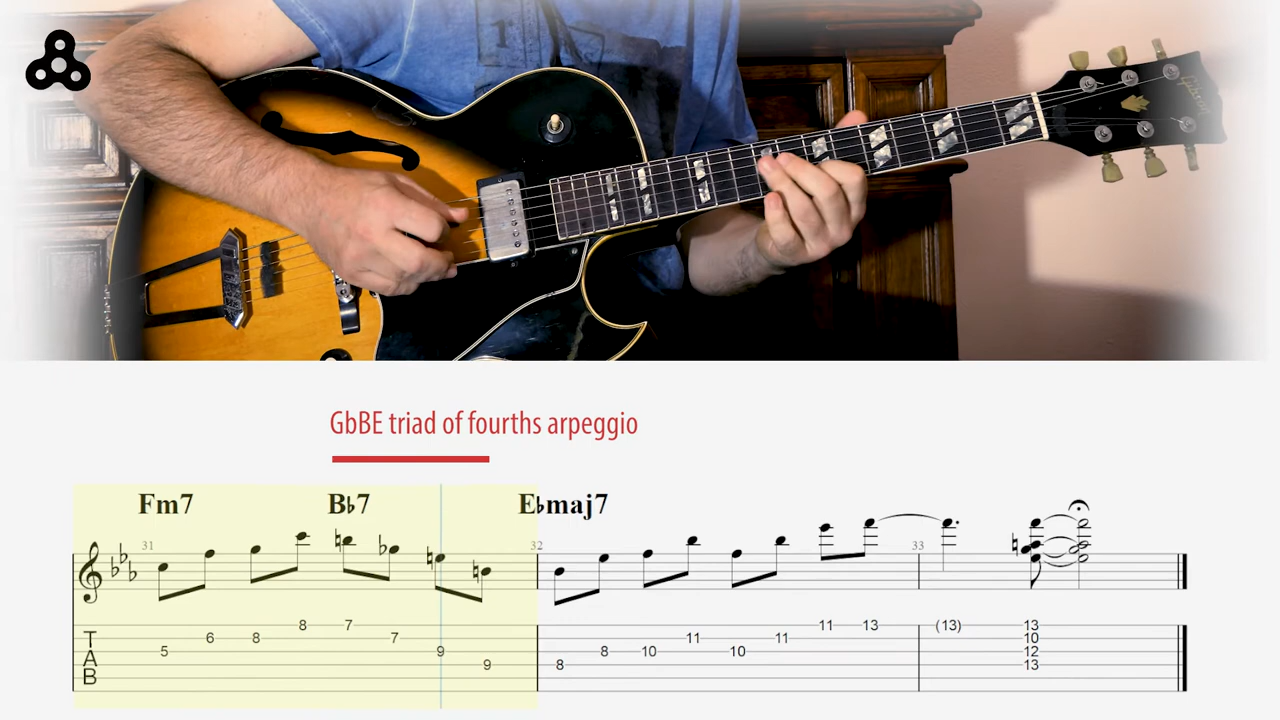 Gibson
GbBE triad of fourths arpeggio
Fm7 B♭7 E♭maj7
31 32 33
8 7 11 13 (13) 13
T 6 8 7 11 11 10
A 5 9 8 10 10 12
B 9 8 13